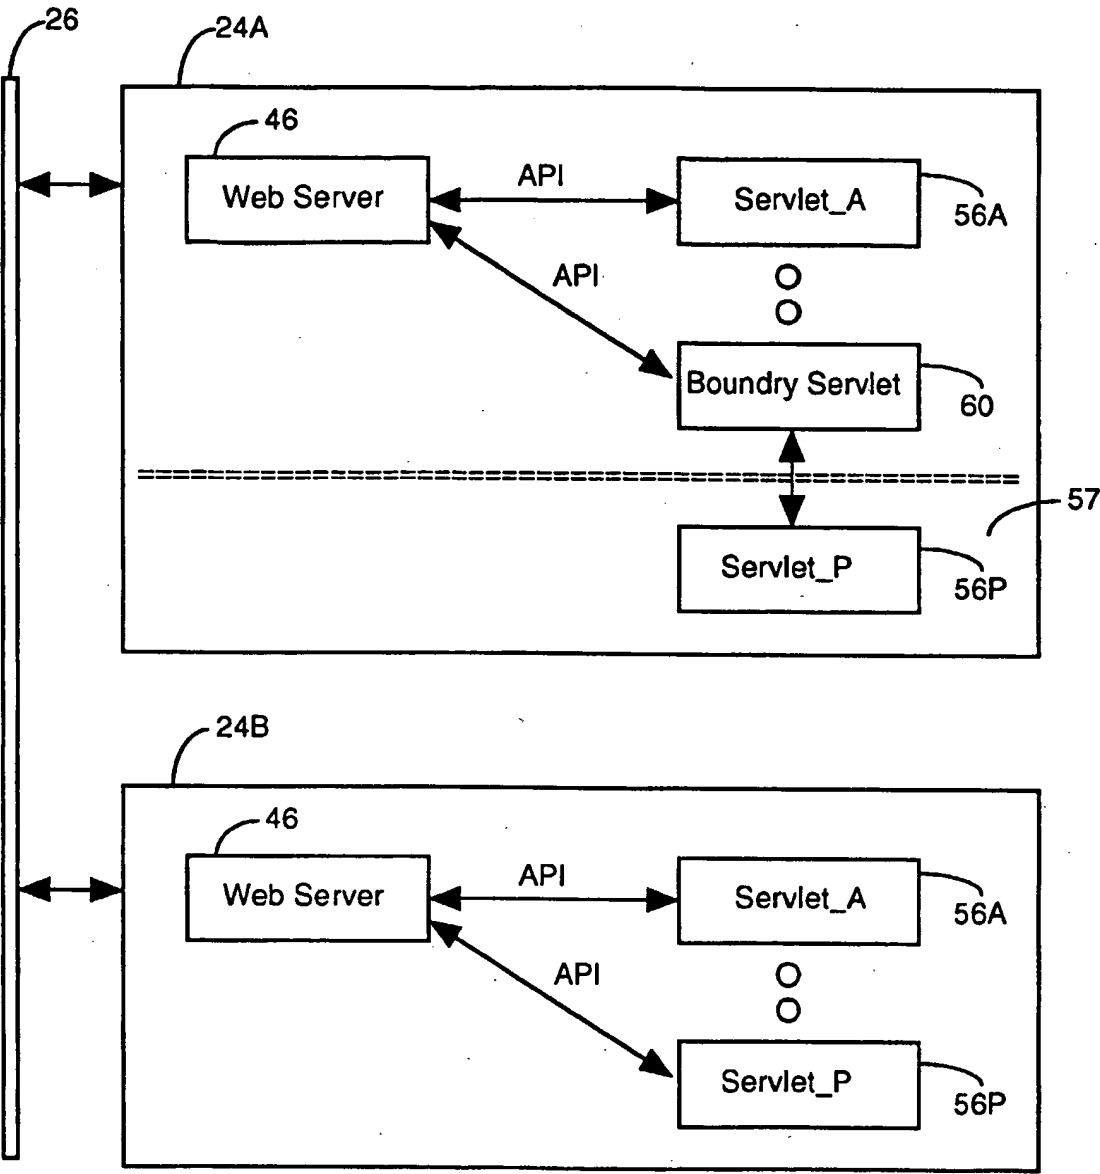 26
24A
46
Web Server
API
Servlet_A
56A
API
Boundry Servlet
60
57
Servlet_P
56P
24B
46
Web Server
API
Servlet_A
56A
API
Servlet_P
56P